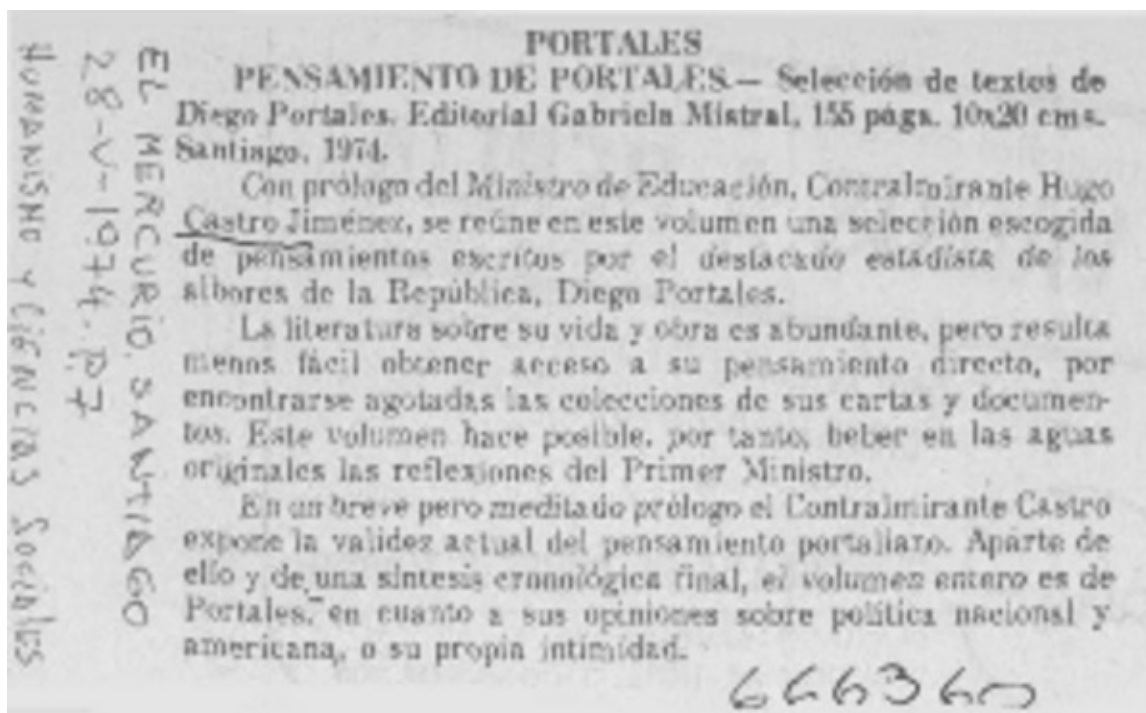 PORTALES
PENSAMIENTO DE PORTALES.— Selección de textos de
Diego Portales. Editorial Gabriela Mistral, 155 págs. 10x20 cms.
Santiago, 1974.
Con prólogo del Ministro de Educación, Contralmirante Hugo
Castro Jiménez, se reúne en este volumen una selección escogida
de pensamientos escritos por el destacado estadista de los
albores de la República, Diego Portales.
La literatura sobre su vida y obra es abundante, pero resulta
menos fácil obtener acceso a su pensamiento directo, por
encontrarse agotadas las colecciones de sus cartas y documen-
tos. Este volumen hace posible, por tanto, beber en las aguas
originales las reflexiones del Primer Ministro.
En un breve pero meditado prólogo el Contralmirante Castro
expone la validez actual del pensamiento portaliano. Aparte de
ello y de una síntesis cronológica final, el volumen entero es de
Portales, en cuanto a sus opiniones sobre política nacional y
americana, o su propia intimidad.
EL MERCURIO, SANTIAGO
28-V-1974. P.7
HUMANISMO Y CIENCIAS SOCIALES
666360